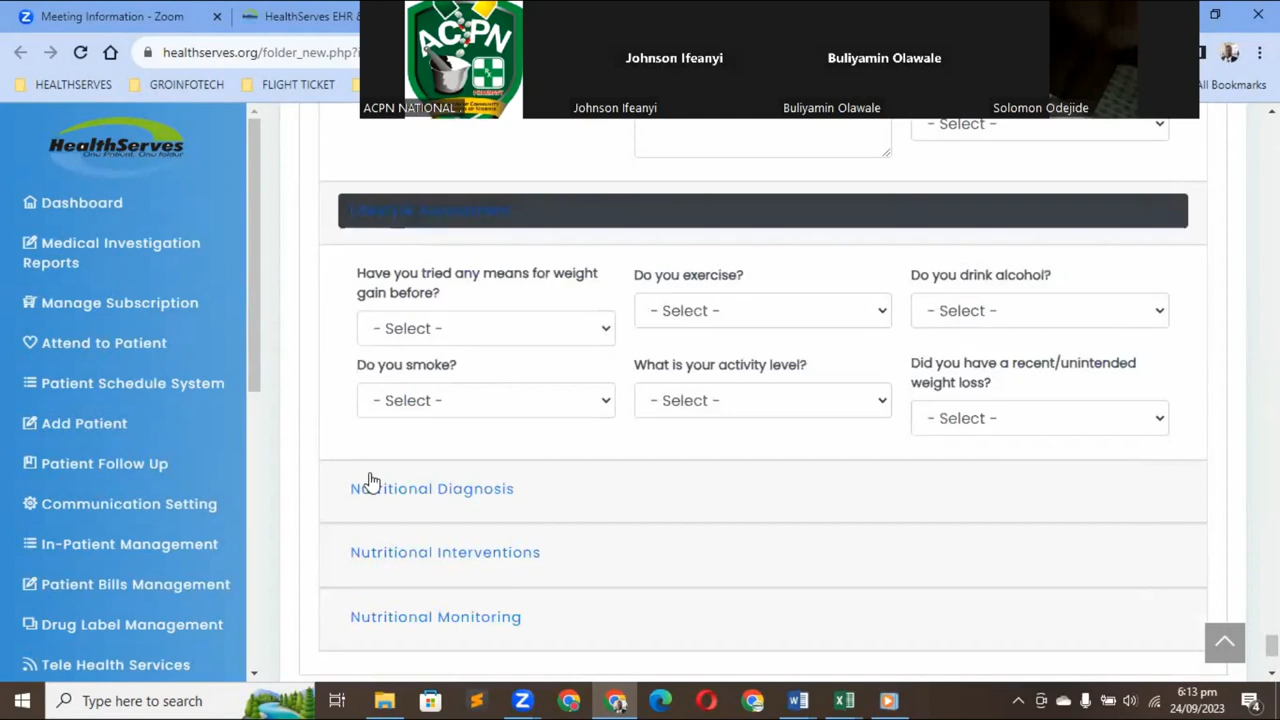 Meeting Information - Zoom
HealthServes EHR &
healthserves.org/folder_new.php?i
HEALTHSERVES
GROINFOTECH
FLIGHT TICKET
All Bookmarks
ACPN
ACPN NATIONAL
Johnson Ifeanyi
Johnson Ifeanyi
Buliyamin Olawale
Buliyamin Olawale
Solomon Odejide
HealthServes
One Patient. One folder
Dashboard
Medical Investigation
Reports
Manage Subscription
Attend to Patient
Patient Schedule System
Add Patient
Patient Follow Up
Communication Setting
In-Patient Management
Patient Bills Management
Drug Label Management
Tele Health Services
- Select -
Have you tried any means for weight
gain before?
- Select -
Do you exercise?
- Select -
Do you drink alcohol?
- Select -
Do you smoke?
- Select -
What is your activity level?
- Select -
Did you have a recent/unintended
weight loss?
- Select -
Nutritional Diagnosis
Nutritional Interventions
Nutritional Monitoring
Type here to search
6:13 pm
24/09/2023
4